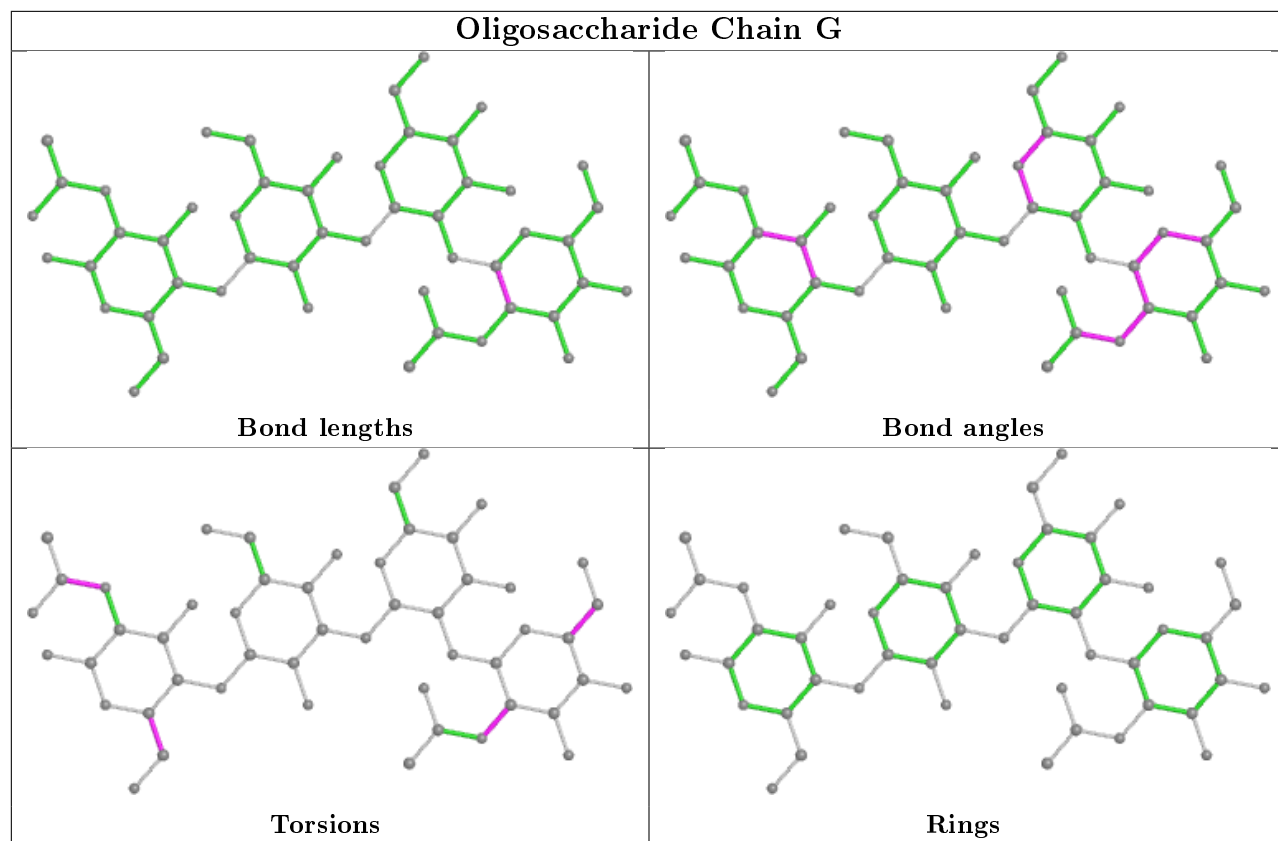 Oligosaccharide Chain G
Bond lengths
Bond angles
Torsions
Rings